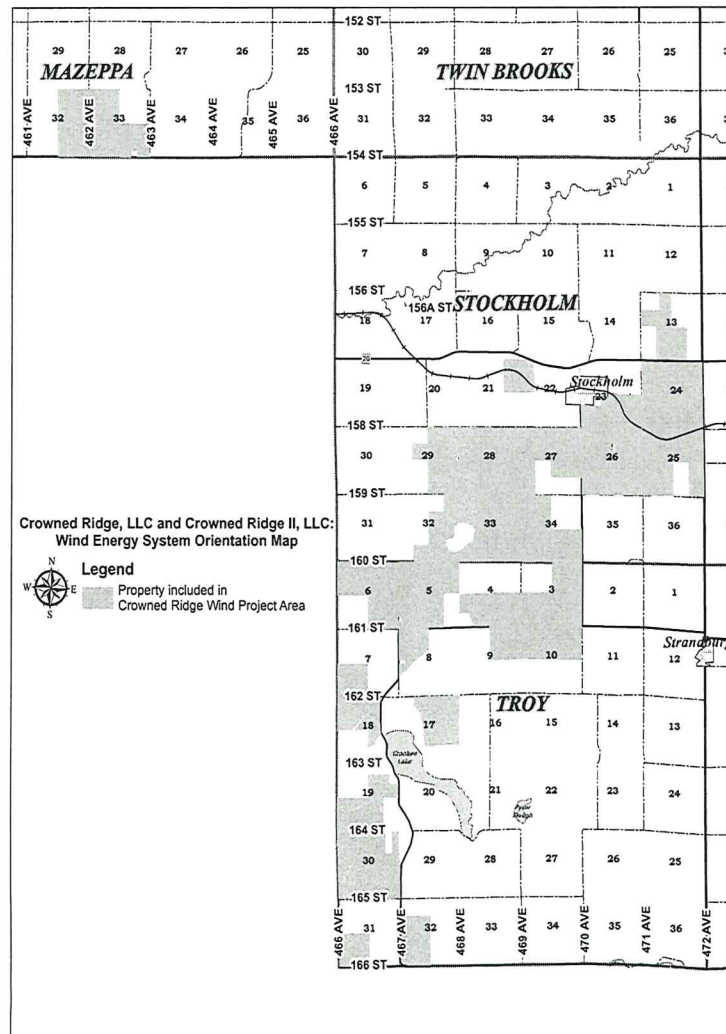 152 ST
29 28 27 26 25 30 29 28 27 26 25
MAZEPPA TWIN BROOKS
153 ST
461 AVE 462 AVE 463 AVE 464 AVE 465 AVE 466 AVE
32 33 34 35 36 31 32 33 34 35 36
154 ST
6 5 4 3 2 1
155 ST
7 8 9 10 11 12
156 ST
156A ST STOCKHOLM
18 17 16 15 14 13
20
Stockholm
19 20 21 22 23 24
158 ST
30 29 28 27 26 25
159 ST
31 32 33 34 35 36
Crowned Ridge, LLC and Crowned Ridge II, LLC:
Wind Energy System Orientation Map
N
W E
S
Legend
Property included in
Crowned Ridge Wind Project Area
160 ST
6 5 4 3 2 1
161 ST
7 8 9 10 11 12
Strandburg
162 ST
TROY
18 17 16 15 14 13
163 ST
Lake
19 20 21 22 23 24
164 ST
30 29 28 27 26 25
165 ST
31 32 33 34 35 36
466 AVE 467 AVE 468 AVE 469 AVE 470 AVE 471 AVE 472 AVE
166 ST